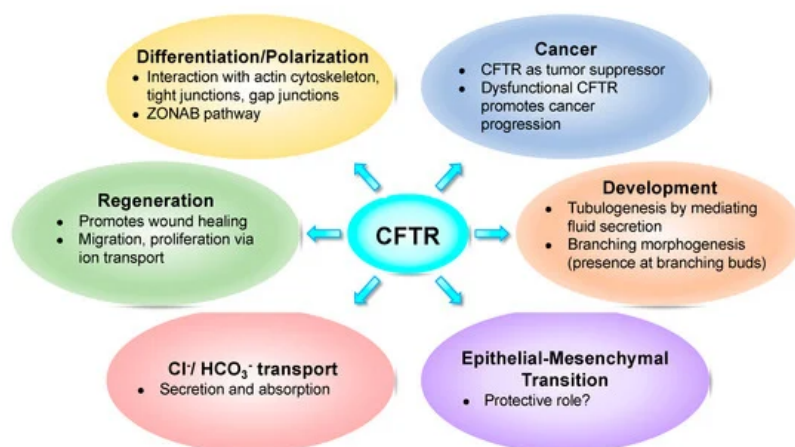 Differentiation/Polarization
• Interaction with actin cytoskeleton,
tight junctions, gap junctions
• ZONAB pathway
Cancer
• CFTR as tumor suppressor
• Dysfunctional CFTR
promotes cancer
progression
Regeneration
• Promotes wound healing
• Migration, proliferation via
ion transport
CFTR
Development
• Tubulogenesis by mediating
fluid secretion
• Branching morphogenesis
(presence at branching buds)
Cl⁻/ HCO₃⁻ transport
• Secretion and absorption
Epithelial-Mesenchymal
Transition
• Protective role?